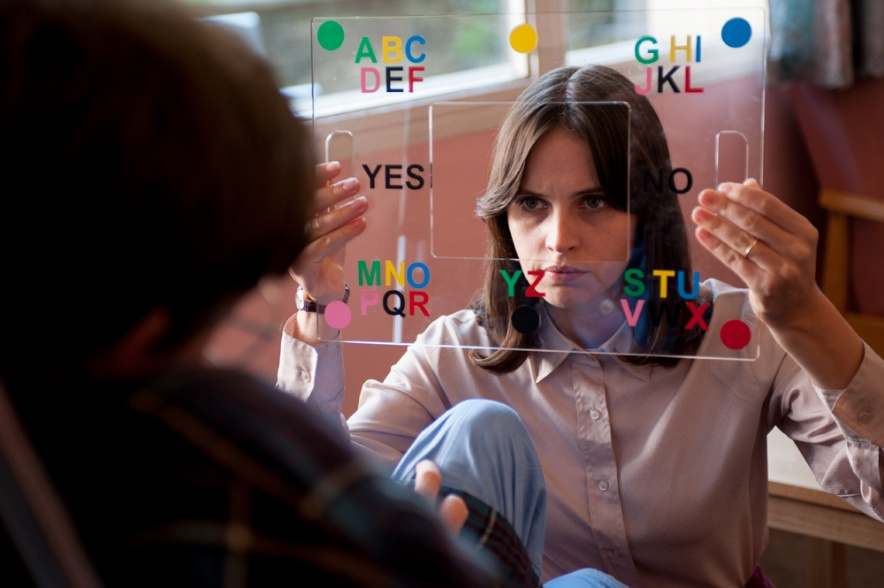 ABC
DEF
GHI
JKL
YES
NO
MNO
PQR
YZ
STU
VWX